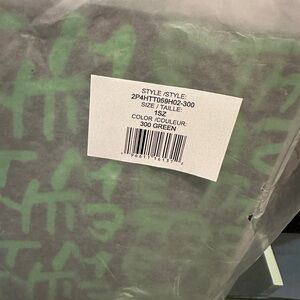 STYLE /STYLE:
2P4HTT059H02-300
SIZE / TAILLE:
1SZ
COLOR /COULEUR:
300 GREEN